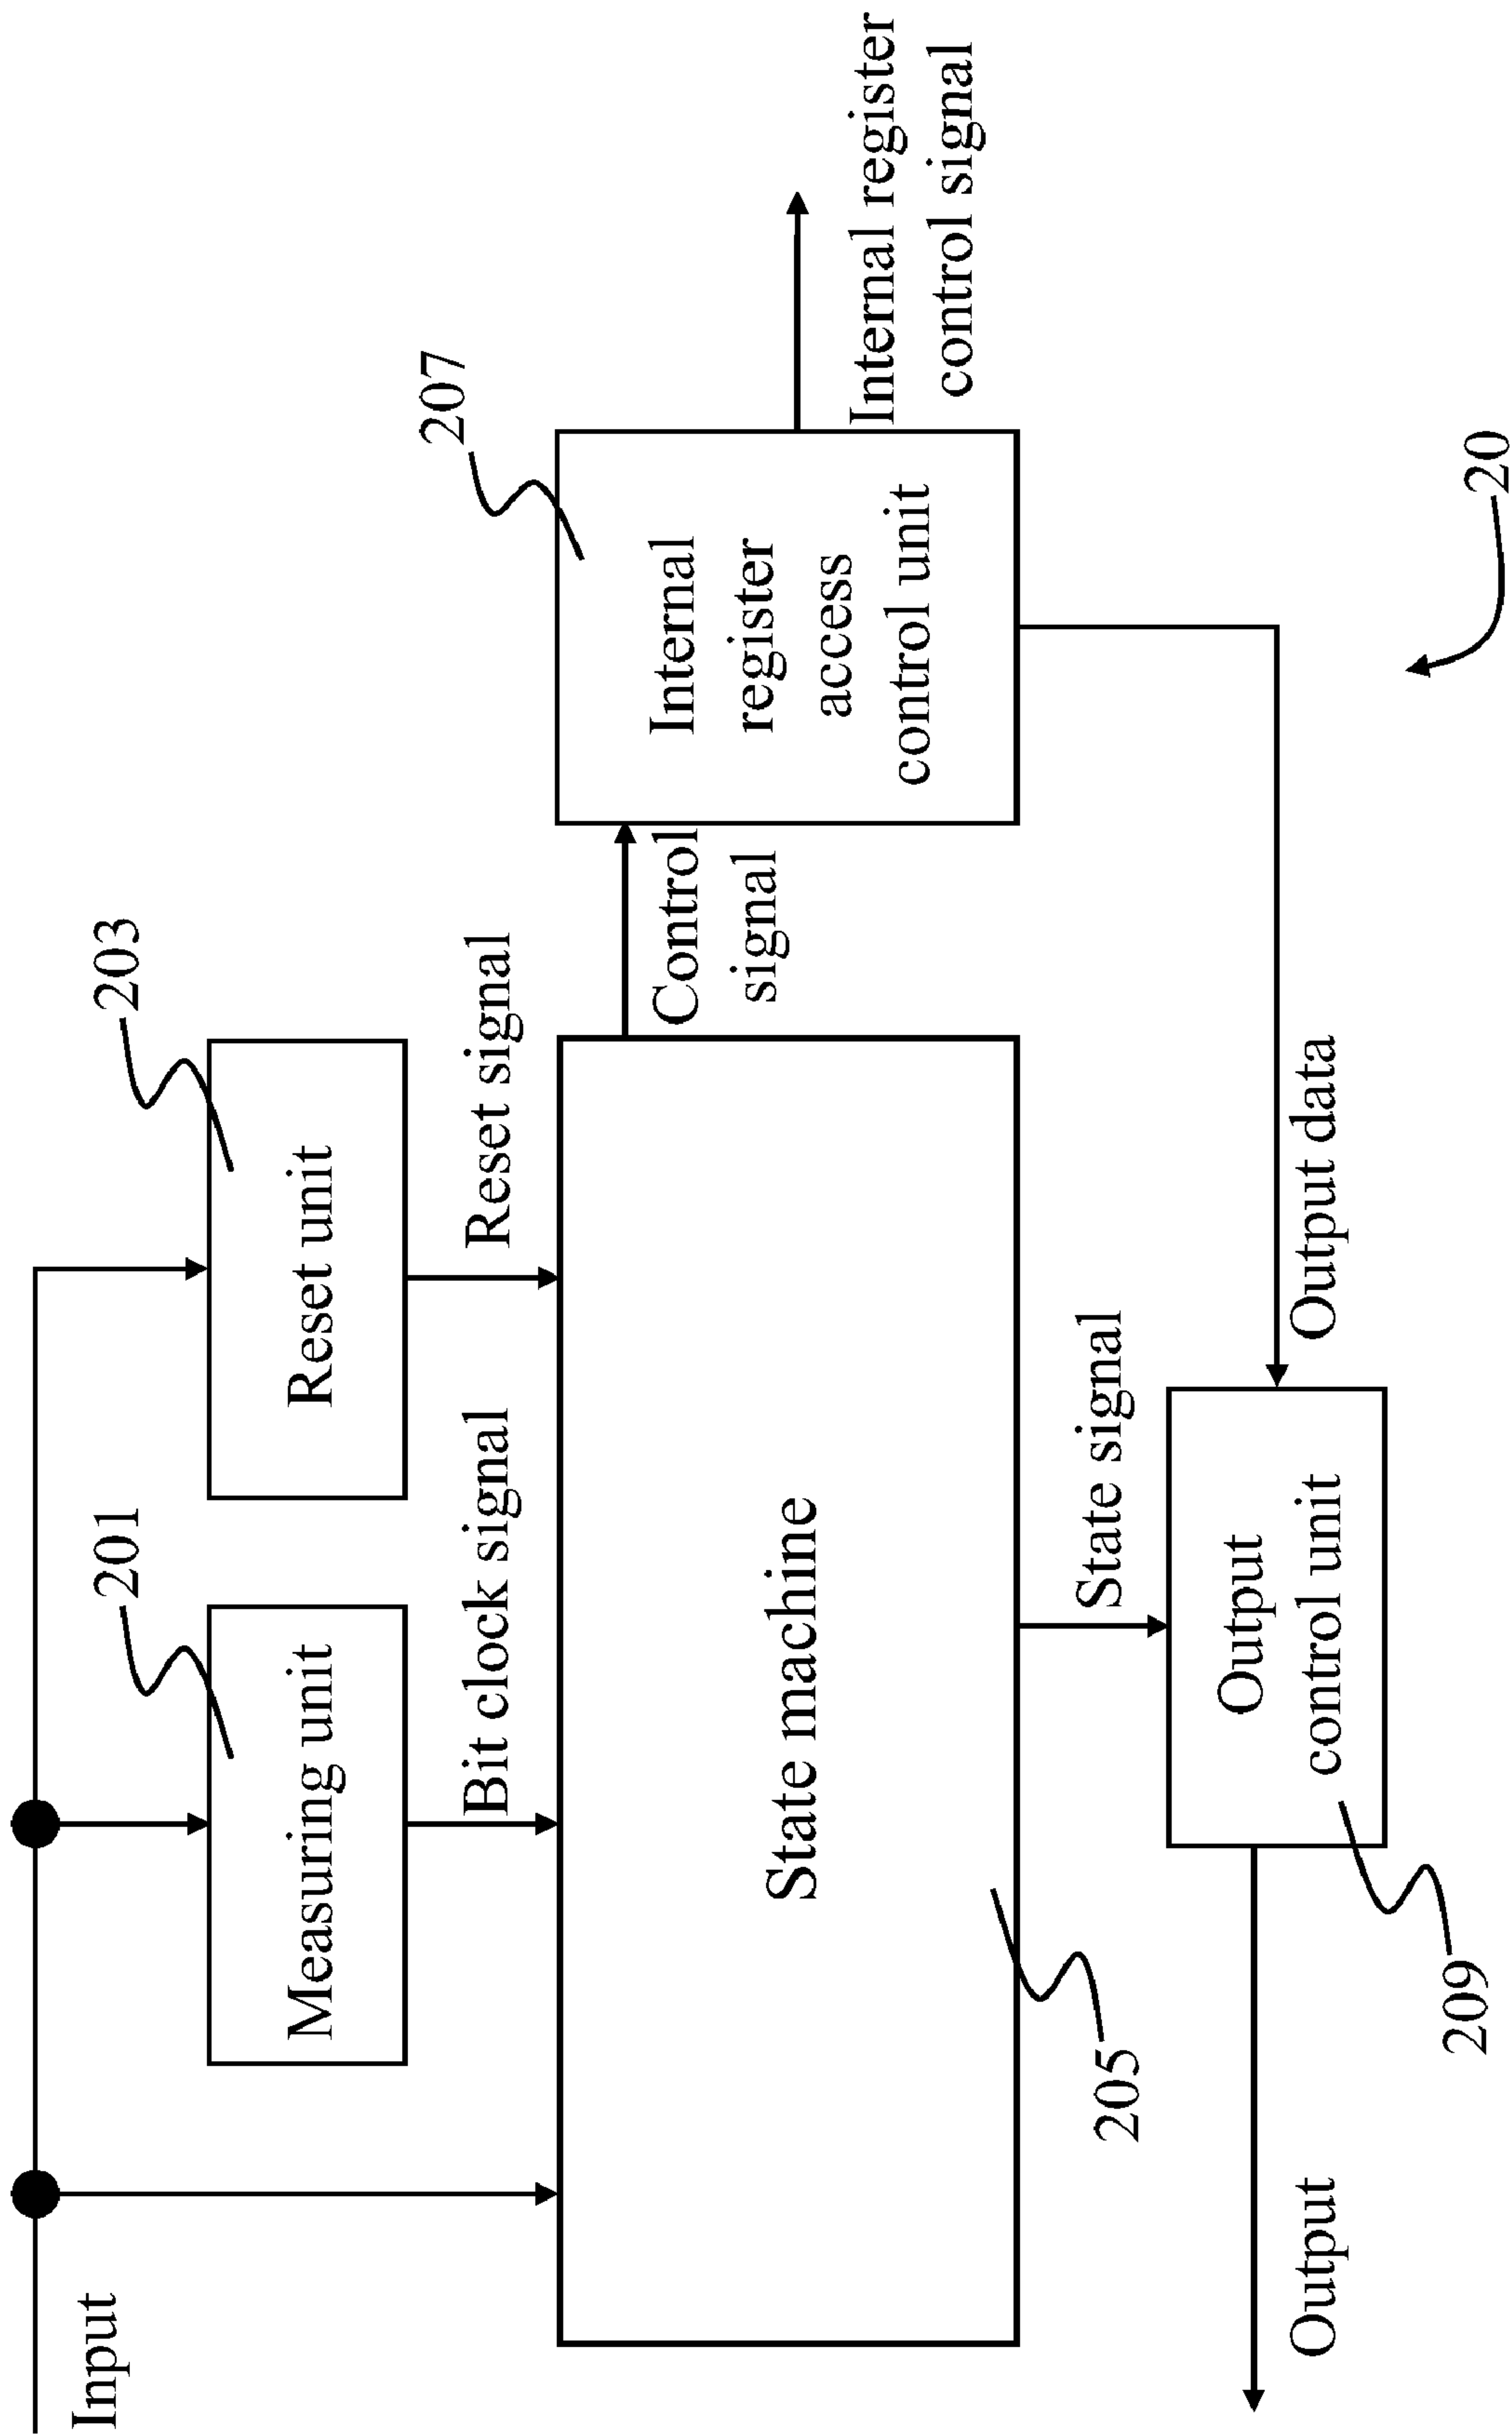 Input
201
203
Measuring unit
Reset unit
Bit clock signal
Reset signal
207
State machine
Control
signal
Internal
register
access
control unit
Internal register
control signal
205
State signal
Output
control unit
Output data
Output
209
20